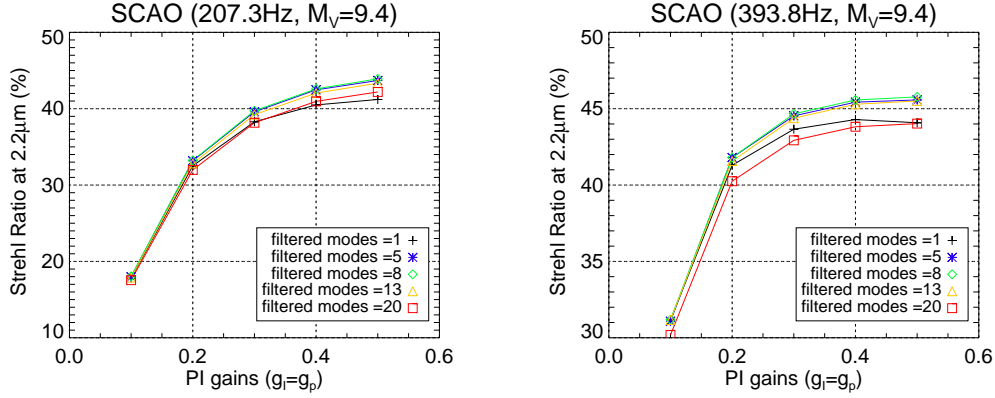 SCAO (207.3Hz, M_V=9.4)
Strehl Ratio at 2.2μm (%)
50
40
30
20
10
filtered modes =1
filtered modes =5
filtered modes =8
filtered modes =13
filtered modes =20
0.0 0.2 0.4 0.6
PI gains (g_I=g_p)
SCAO (393.8Hz, M_V=9.4)
Strehl Ratio at 2.2μm (%)
50
45
40
35
30
filtered modes =1
filtered modes =5
filtered modes =8
filtered modes =13
filtered modes =20
0.0 0.2 0.4 0.6
PI gains (g_I=g_p)